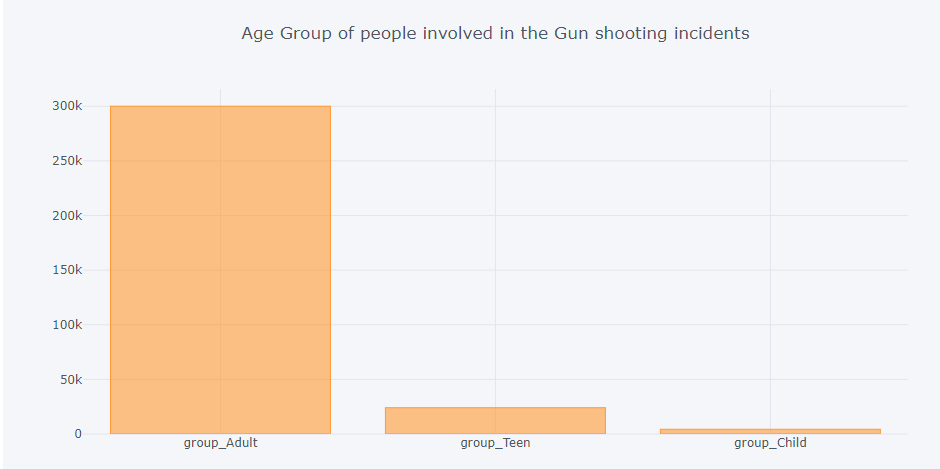 Age Group of people involved in the Gun shooting incidents
300k
250k
200k
150k
100k
50k
0
group_Adult group_Teen group_Child